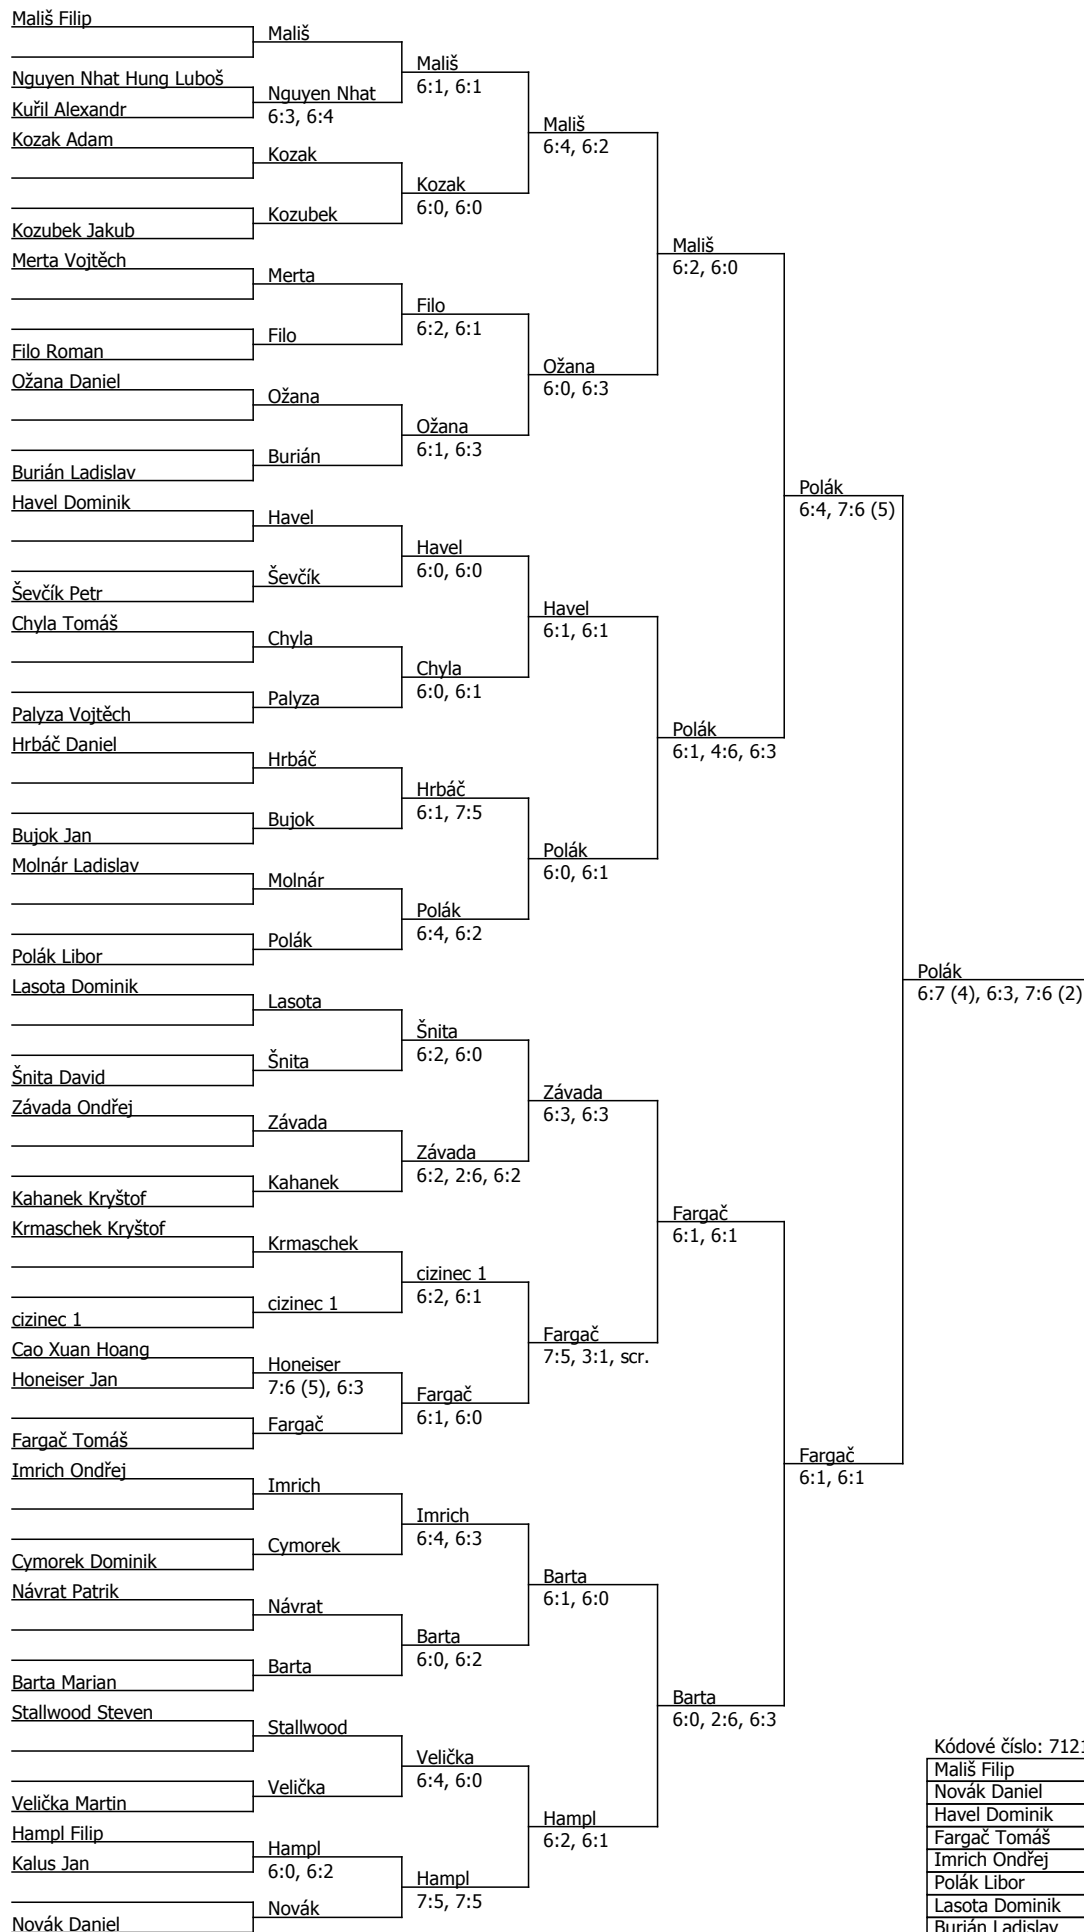 Mališ Filip
Nguyen Nhat Hung Luboš
Kuřil Alexandr
Kozak Adam
Kozubek Jakub
Merta Vojtěch
Filo Roman
Ožana Daniel
Burián Ladislav
Havel Dominik
Ševčík Petr
Chyla Tomáš
Palyza Vojtěch
Hrbáč Daniel
Bujok Jan
Molnár Ladislav
Polák Libor
Lasota Dominik
Šnita David
Závada Ondřej
Kahanek Kryštof
Krmaschek Kryštof
cizinec 1
Cao Xuan Hoang
Honeiser Jan
Fargač Tomáš
Imrich Ondřej
Cymorek Dominik
Návrat Patrik
Barta Marian
Stallwood Steven
Velička Martin
Hampl Filip
Kalus Jan
Novák Daniel
Mališ
Nguyen Nhat
6:3, 6:4
Kozak
Kozubek
Merta
Filo
Ožana
Burián
Havel
Ševčík
Chyla
Palyza
Hrbáč
Bujok
Molnár
Polák
Lasota
Šnita
Závada
Kahanek
Krmaschek
cizinec 1
Honeiser
7:6 (5), 6:3
Fargač
Imrich
Cymorek
Návrat
Barta
Stallwood
Velička
Hampl
6:0, 6:2
Novák
Mališ
6:1, 6:1
Kozak
6:0, 6:0
Filo
6:2, 6:1
Ožana
6:1, 6:3
Havel
6:0, 6:0
Chyla
6:0, 6:1
Hrbáč
6:1, 7:5
Polák
6:4, 6:2
Šnita
6:2, 6:0
Závada
6:2, 2:6, 6:2
cizinec 1
6:2, 6:1
Fargač
6:1, 6:0
Imrich
6:4, 6:3
Barta
6:0, 6:2
Velička
6:4, 6:0
Hampl
7:5, 7:5
Mališ
6:4, 6:2
Ožana
6:0, 6:3
Havel
6:1, 6:1
Polák
6:0, 6:1
Závada
6:3, 6:3
Fargač
7:5, 3:1, scr.
Barta
6:1, 6:0
Hampl
6:2, 6:1
Mališ
6:2, 6:0
Polák
6:1, 4:6, 6:3
Fargač
6:1, 6:1
Barta
6:0, 2:6, 6:3
Polák
6:4, 7:6 (5)
Fargač
6:1, 6:1
Polák
6:7 (4), 6:3, 7:6 (2)
Kódové číslo: 7121
Mališ Filip
Novák Daniel
Havel Dominik
Fargač Tomáš
Imrich Ondřej
Polák Libor
Lasota Dominik
Burián Ladislav